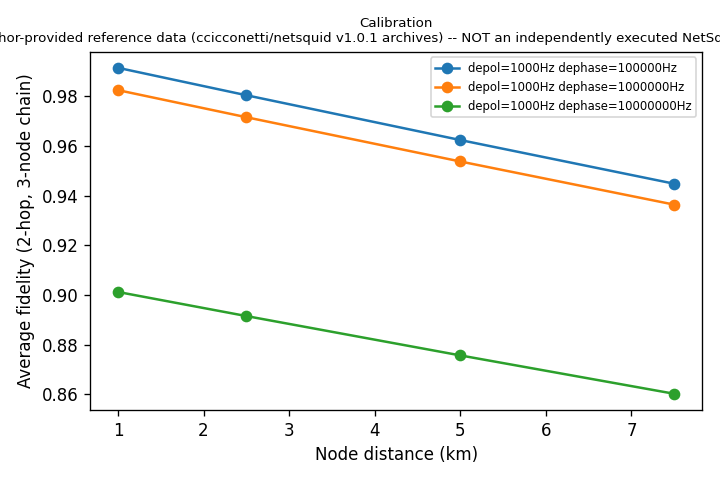 Calibration
hor-provided reference data (ccicconetti/netsquid v1.0.1 archives) -- NOT an independently executed NetSq
depol=1000Hz dephase=100000Hz
depol=1000Hz dephase=1000000Hz
depol=1000Hz dephase=10000000Hz
Average fidelity (2-hop, 3-node chain)
0.98
0.96
0.94
0.92
0.90
0.88
0.86
1 2 3 4 5 6 7
Node distance (km)